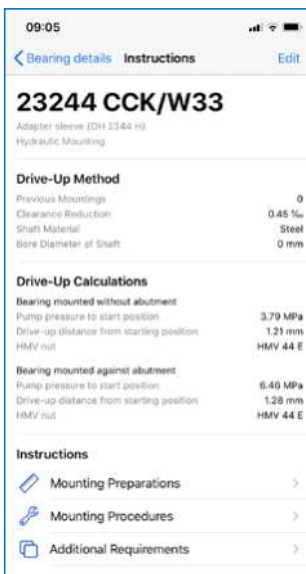 09:05
Bearing details Instructions Edit
23244 CCK/W33
Adapter sleeve (OH 2344 H)
Hydraulic Mounting
Drive-Up Method
Previous Mountings 0
Clearance Reduction 0.45 ‰
Shaft Material Steel
Bore Diameter of Shaft 0 mm
Drive-Up Calculations
Bearing mounted without abutment
Pump pressure to start position 3.79 MPa
Drive-up distance from starting position 1.21 mm
HMV nut HMV 44 E
Bearing mounted against abutment
Pump pressure to start position 6.46 MPa
Drive-up distance from starting position 1.28 mm
HMV nut HMV 44 E
Instructions
Mounting Preparations
Mounting Procedures
Additional Requirements